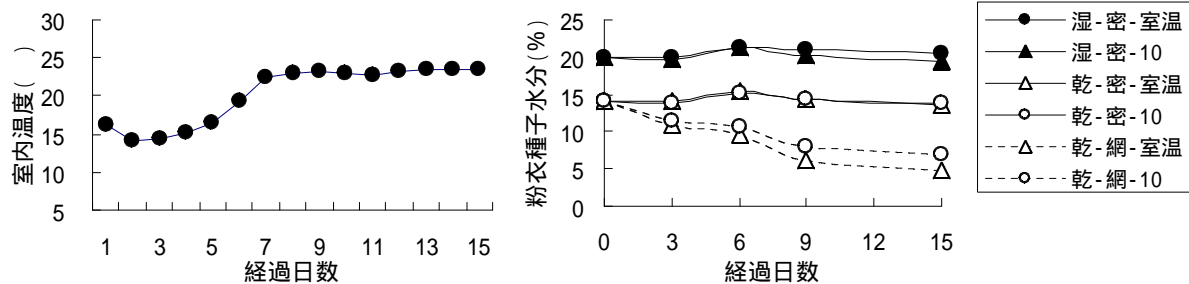 室内温度( )
30
25
20
15
10
5
1 3 5 7 9 11 13 15
経過日数
粉衣種子水分(%)
25
20
15
10
5
0
0 3 6 9 12 15
経過日数
湿-密-室温
湿-密-10
乾-密-室温
乾-密-10
乾-網-室温
乾-網-10